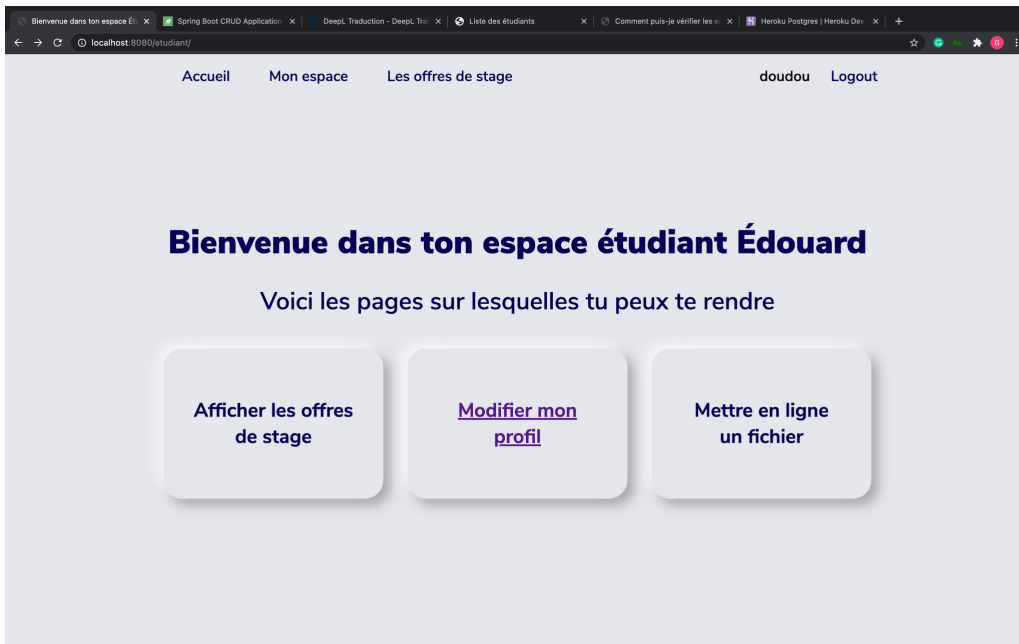 Bienvenue dans ton espace Étu
Spring Boot CRUD Application
DeepL Traduction – DeepL Tra
Liste des étudiants
Comment puis-je vérifier les er
Heroku Postgres | Heroku Dev
localhost:8080/etudiant/
G
Accueil Mon espace Les offres de stage doudou Logout
Bienvenue dans ton espace étudiant Édouard
Voici les pages sur lesquelles tu peux te rendre
Afficher les offres
de stage
Modifier mon
profil
Mettre en ligne
un fichier